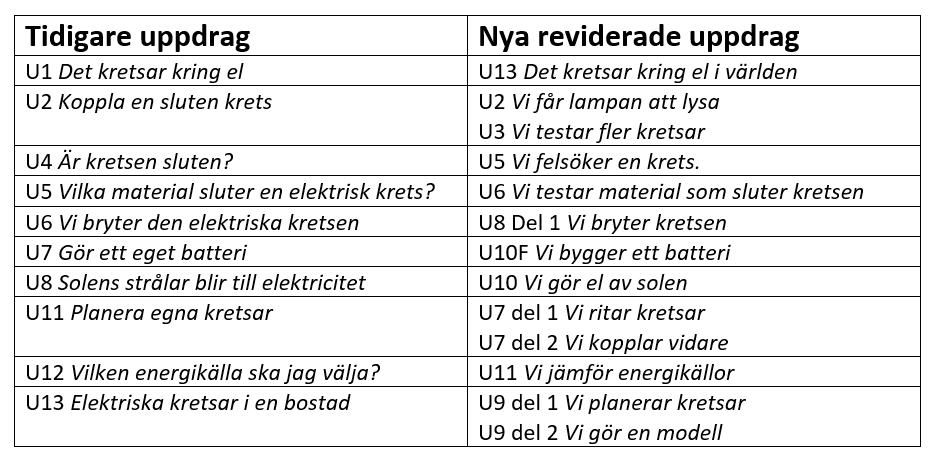 Tidigare uppdrag Nya reviderade uppdrag
U1 Det kretsar kring el U13 Det kretsar kring el i världen
U2 Koppla en sluten krets U2 Vi får lampan att lysa
U3 Vi testar fler kretsar
U4 Är kretsen sluten? U5 Vi felsöker en krets.
U5 Vilka material sluter en elektrisk krets? U6 Vi testar material som sluter kretsen
U6 Vi bryter den elektriska kretsen U8 Del 1 Vi bryter kretsen
U7 Gör ett eget batteri U10F Vi bygger ett batteri
U8 Solens strålar blir till elektricitet U10 Vi gör el av solen
U11 Planera egna kretsar U7 del 1 Vi ritar kretsar
U7 del 2 Vi kopplar vidare
U12 Vilken energikälla ska jag välja? U11 Vi jämför energikällor
U13 Elektriska kretsar i en bostad U9 del 1 Vi planerar kretsar
U9 del 2 Vi gör en modell